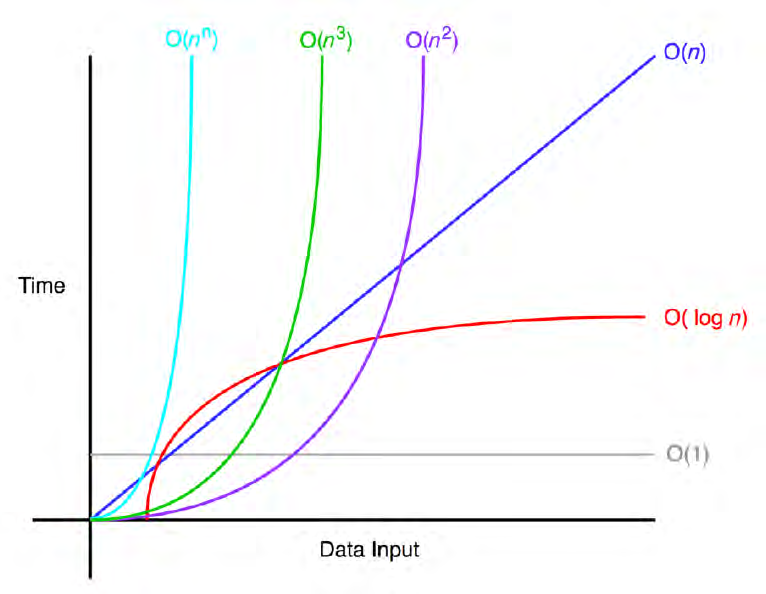 O(nⁿ)
O(n³)
O(n²)
O(n)
Time
O( log n)
O(1)
Data Input